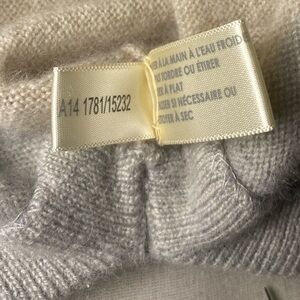 A14 1781/15232
À LA MAIN À L'EAU FROID
TORDRE OU ÉTIRER
À PLAT
SI NÉCESSAIRE OU
À SEC